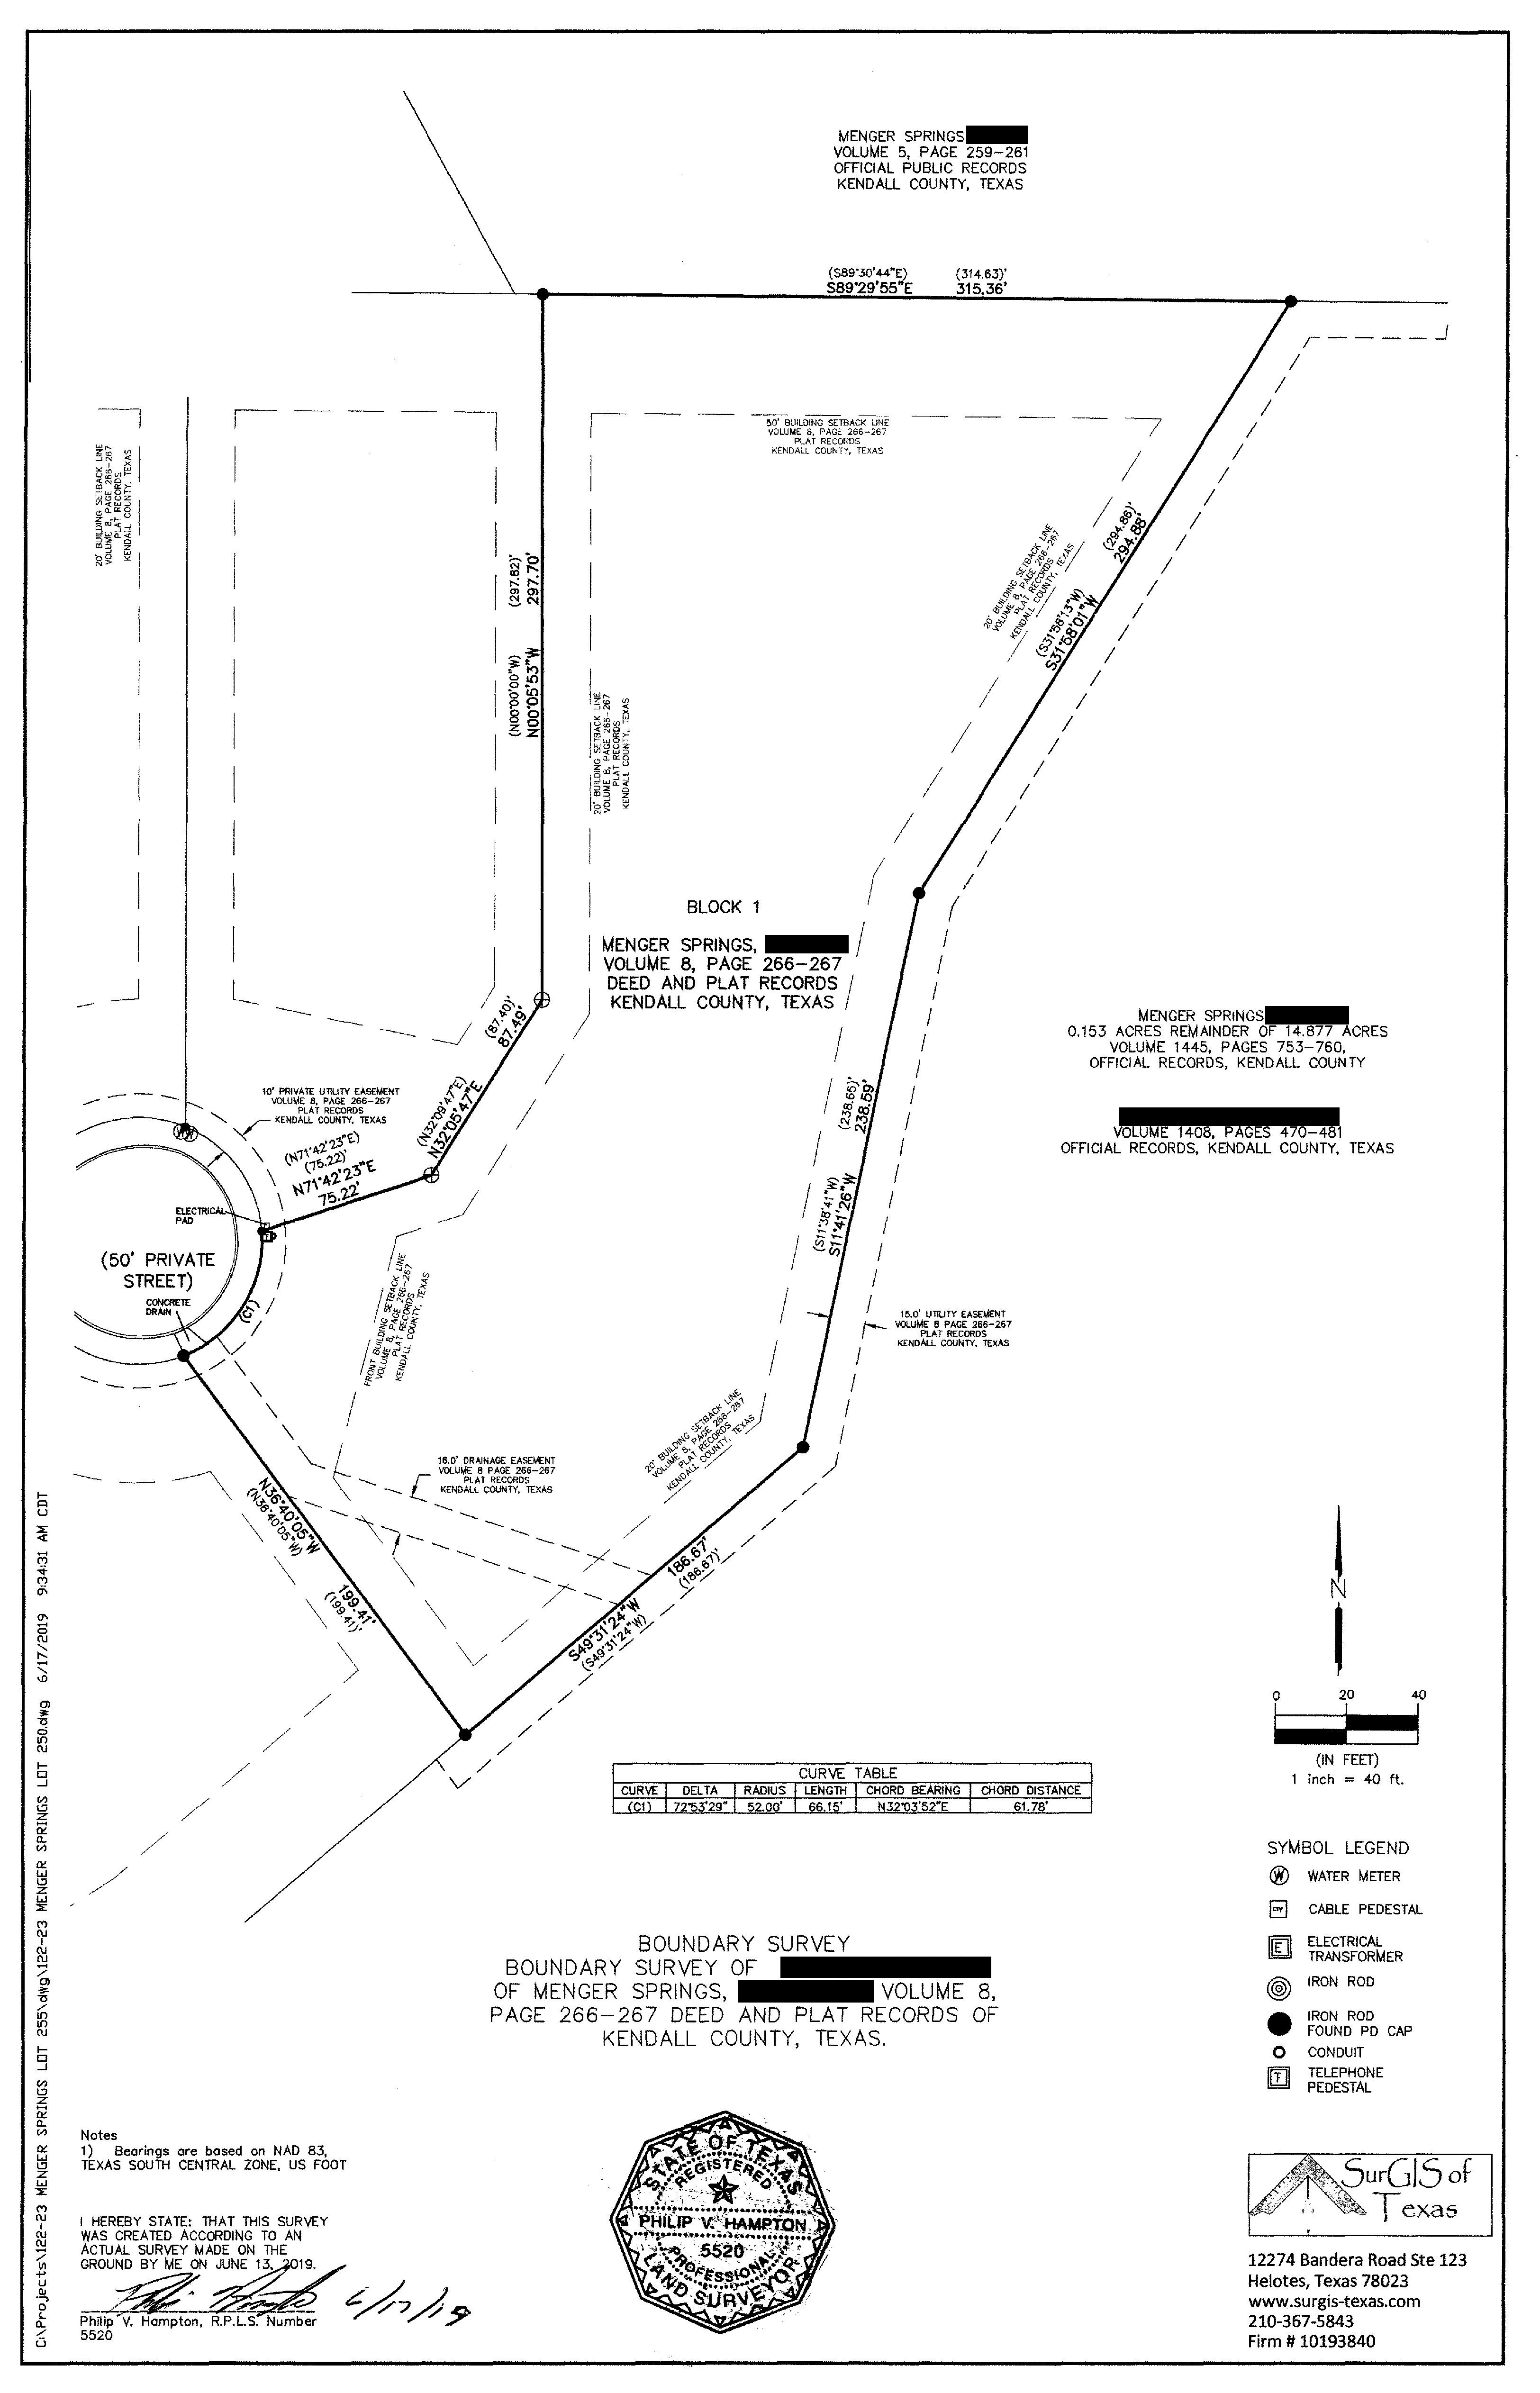 MENGER SPRINGS
VOLUME 5, PAGE 259-261
OFFICIAL PUBLIC RECORDS
KENDALL COUNTY, TEXAS
(S89°30'44"E) (314.63)'
S89°29'55"E 315.36'
50' BUILDING SETBACK LINE
VOLUME 8, PAGE 266-267
PLAT RECORDS
KENDALL COUNTY, TEXAS
20' BUILDING SETBACK LINE
VOLUME 8, PAGE 266-267
PLAT RECORDS
KENDALL COUNTY, TEXAS
(N00°00'00"W) (297.82)'
N00°05'53"W 297.70'
20' BUILDING SETBACK LINE
VOLUME 8, PAGE 266-267
PLAT RECORDS
KENDALL COUNTY, TEXAS
20' BUILDING SETBACK LINE
VOLUME 8, PAGE 266-267
PLAT RECORDS
KENDALL COUNTY, TEXAS
(S31°58'13"W) (294.86)'
S31°58'01"W 294.88'
BLOCK 1
MENGER SPRINGS,
VOLUME 8, PAGE 266-267
DEED AND PLAT RECORDS
KENDALL COUNTY, TEXAS
MENGER SPRINGS
0.153 ACRES REMAINDER OF 14.877 ACRES
VOLUME 1445, PAGES 753-760,
OFFICIAL RECORDS, KENDALL COUNTY
VOLUME 1408, PAGES 470-481
OFFICIAL RECORDS, KENDALL COUNTY, TEXAS
(N32°09'47"E) (87.40)'
N32°05'47"E 87.49'
10' PRIVATE UTILITY EASEMENT
VOLUME 8, PAGE 266-267
PLAT RECORDS
KENDALL COUNTY, TEXAS
(N71°42'23"E)
(75.22)'
N71°42'23"E
75.22'
ELECTRICAL
PAD
TP
(50' PRIVATE
STREET)
CONCRETE
DRAIN
(C1)
FRONT BUILDING SETBACK LINE
VOLUME 8, PAGE 266-267
PLAT RECORDS
KENDALL COUNTY, TEXAS
(S11°38'41"W) (238.65)'
S11°41'26"W 238.59'
15.0' UTILITY EASEMENT
VOLUME 8 PAGE 266-267
PLAT RECORDS
KENDALL COUNTY, TEXAS
20' BUILDING SETBACK LINE
VOLUME 8, PAGE 266-267
PLAT RECORDS
KENDALL COUNTY, TEXAS
16.0' DRAINAGE EASEMENT
VOLUME 8 PAGE 266-267
PLAT RECORDS
KENDALL COUNTY, TEXAS
N36°40'05"W 199.41'
(N36°40'05"W) (199.41)'
S49°31'24"W 186.67'
(S49°31'24"W) (186.67)'
N
0 20 40
(IN FEET)
1 inch = 40 ft.
CURVE TABLE
CURVE DELTA RADIUS LENGTH CHORD BEARING CHORD DISTANCE
(C1) 72°53'29" 52.00' 66.15' N32°03'52"E 61.78'
SYMBOL LEGEND
W WATER METER
CTV CABLE PEDESTAL
E ELECTRICAL
TRANSFORMER
IRON ROD
IRON ROD
FOUND PD CAP
CONDUIT
T TELEPHONE
PEDESTAL
BOUNDARY SURVEY
BOUNDARY SURVEY OF
OF MENGER SPRINGS, VOLUME 8,
PAGE 266-267 DEED AND PLAT RECORDS OF
KENDALL COUNTY, TEXAS.
Notes
1) Bearings are based on NAD 83,
TEXAS SOUTH CENTRAL ZONE, US FOOT
I HEREBY STATE: THAT THIS SURVEY
WAS CREATED ACCORDING TO AN
ACTUAL SURVEY MADE ON THE
GROUND BY ME ON JUNE 13, 2019.
6/17/19
Philip V. Hampton, R.P.L.S. Number
5520
STATE OF TEXAS
REGISTERED
PHILIP V. HAMPTON
5520
PROFESSIONAL
LAND SURVEYOR
SurGIS of
Texas
12274 Bandera Road Ste 123
Helotes, Texas 78023
www.surgis-texas.com
210-367-5843
Firm # 10193840
C:\Projects\122-23 MENGER SPRINGS LOT 255\dwg\122-23 MENGER SPRINGS LOT 250.dwg 6/17/2019 9:34:31 AM CDT